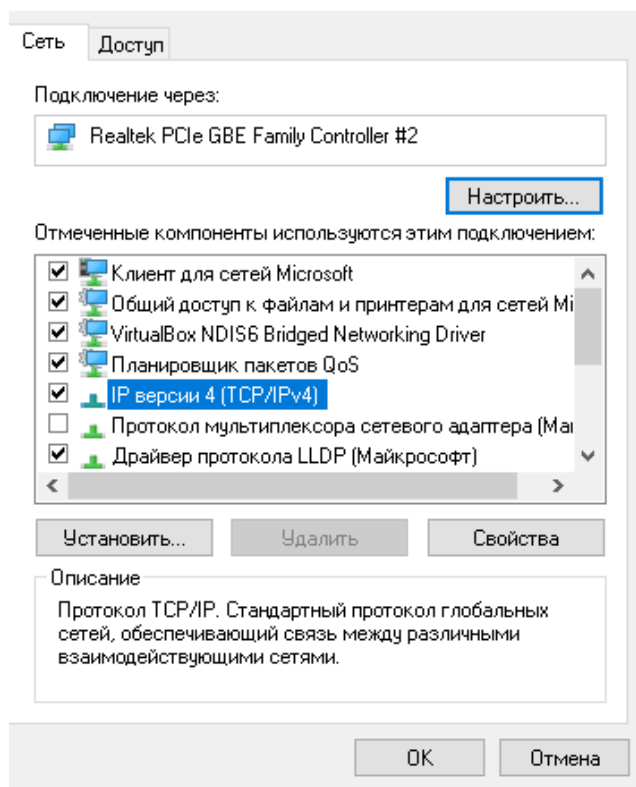 Сеть
Доступ
Подключение через:
Realtek PCIe GBE Family Controller #2
Настроить...
Отмеченные компоненты используются этим подключением:
Клиент для сетей Microsoft
Общий доступ к файлам и принтерам для сетей Mi
VirtualBox NDIS6 Bridged Networking Driver
Планировщик пакетов QoS
IP версии 4 (TCP/IPv4)
Протокол мультиплексора сетевого адаптера (Mai
Драйвер протокола LLDP (Майкрософт)
Установить...
Удалить
Свойства
Описание
Протокол TCP/IP. Стандартный протокол глобальных
сетей, обеспечивающий связь между различными
взаимодействующими сетями.
OK
Отмена